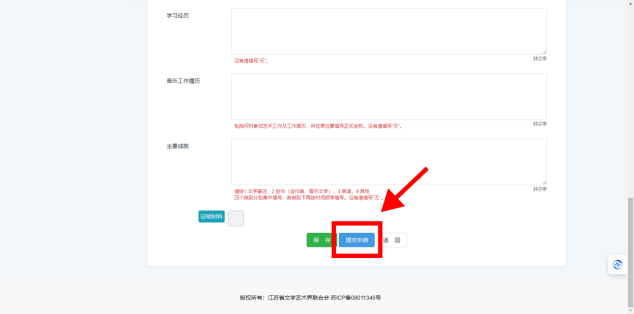 学习经历
没有请填写“无”。
共0字
音乐工作履历
包括何时参加艺术工作及工作简历，所在单位要填写正式全称。没有请填写“无”。
共0字
主要成就
请按1.文字著述、2.创作（含作曲、音乐文学）、3.表演、4.其他
四个类别分别集中填写，各类别下再按时间顺序填写。没有请填写“无”。
共0字
证明材料
保 存
提交申请
返 回
版权所有：江苏省文学艺术界联合会 苏ICP备08011345号